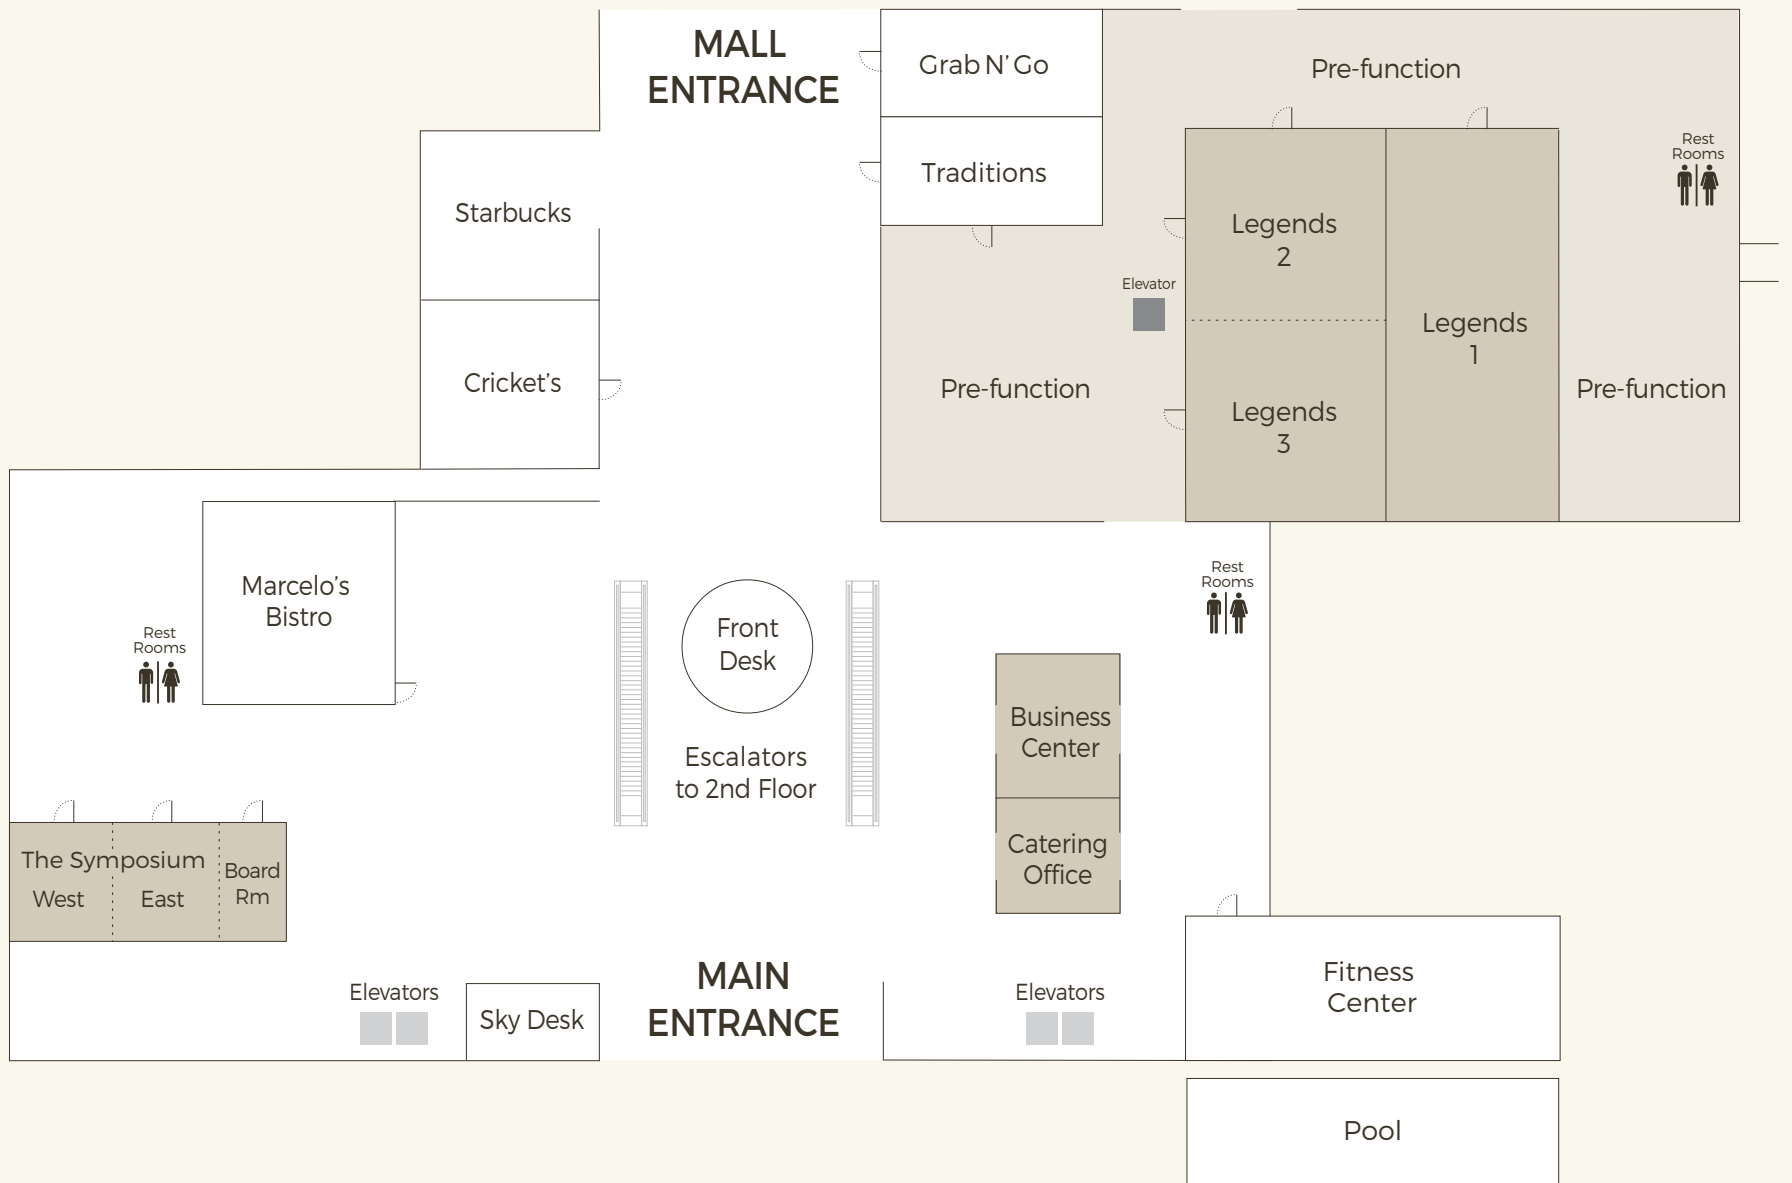 MALL
ENTRANCE
Grab N' Go
Pre-function
Traditions
Rest
Rooms
Starbucks
Legends
2
Elevator
Legends
1
Cricket's
Pre-function
Legends
3
Pre-function
Marcelo's
Bistro
Rest
Rooms
Front
Desk
Rest
Rooms
Business
Center
Escalators
to 2nd Floor
Catering
Office
The Symposium
West
East
Board
Rm
MAIN
ENTRANCE
Elevators
Sky Desk
Elevators
Fitness
Center
Pool